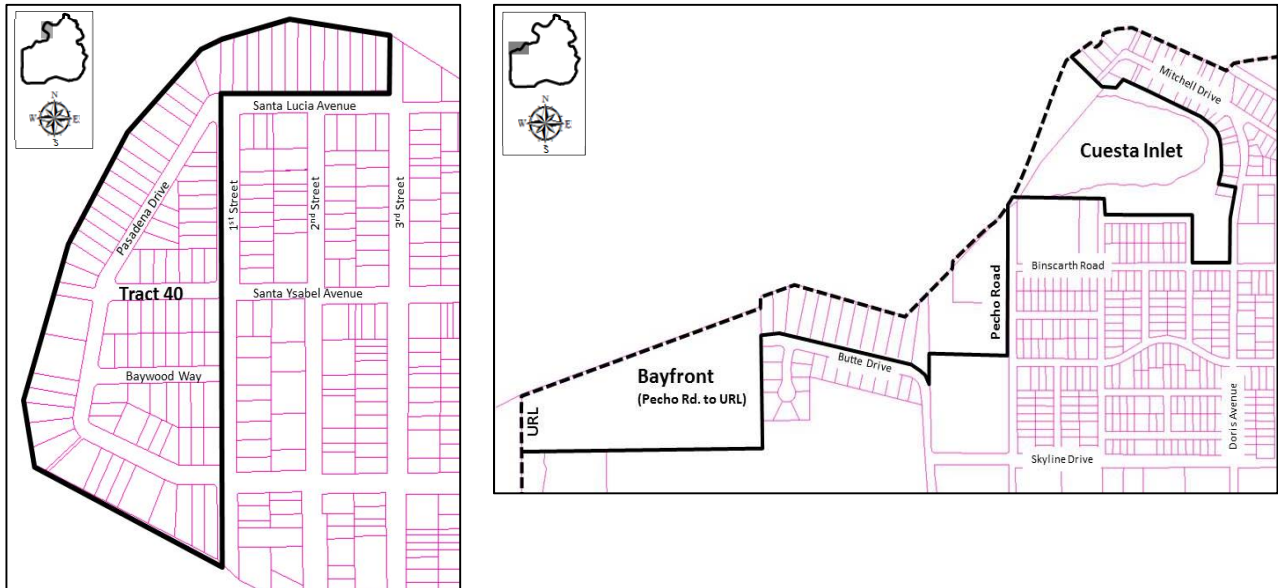 N
W E
S
Santa Lucia Avenue
Pasadena Drive
1st Street
2nd Street
3rd Street
Tract 40
Santa Ysabel Avenue
Baywood Way
N
W E
S
Mitchell Drive
Cuesta Inlet
Binscarth Road
Pecho Road
Butte Drive
Bayfront
(Pecho Rd. to URL)
URL
Doris Avenue
Skyline Drive